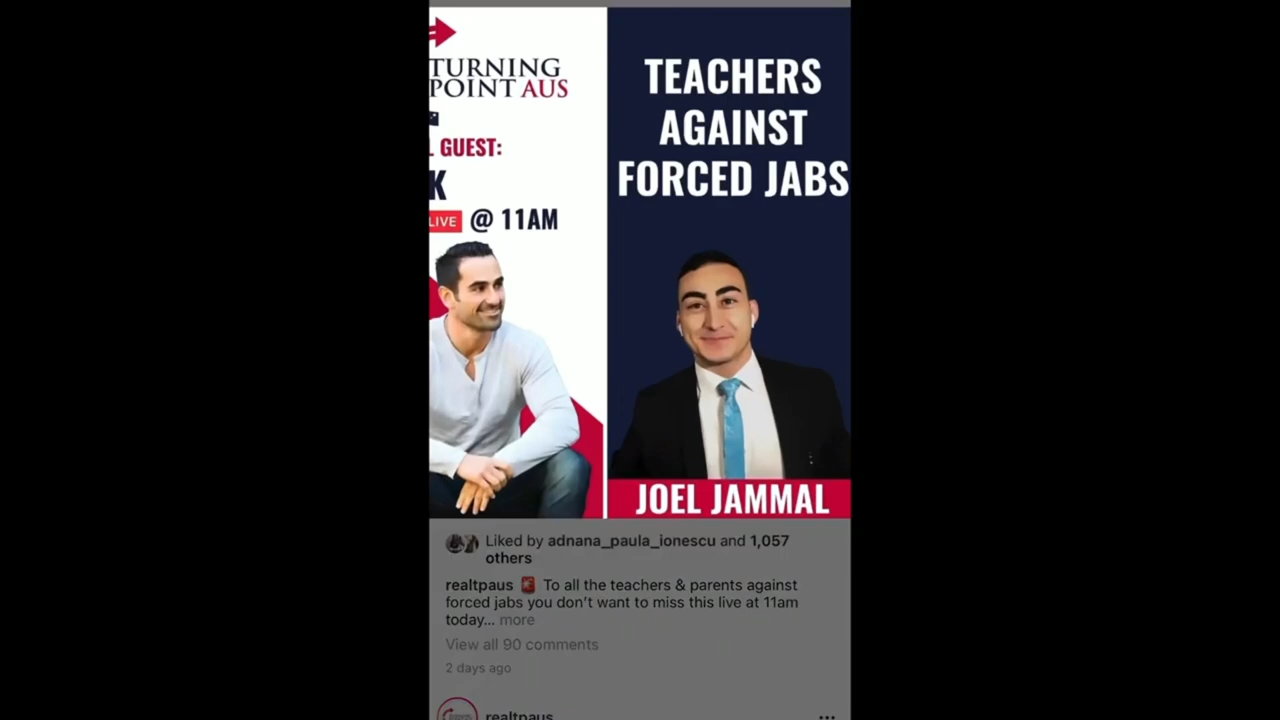 TURNING
POINT AUS
L GUEST:
K
LIVE @ 11AM
TEACHERS
AGAINST
FORCED JABS
JOEL JAMMAL
Liked by adnana_paula_ionescu and 1,057
others
realtpaus 🚨 To all the teachers & parents against
forced jabs you don’t want to miss this live at 11am
today... more
View all 90 comments
2 days ago
realtpaus